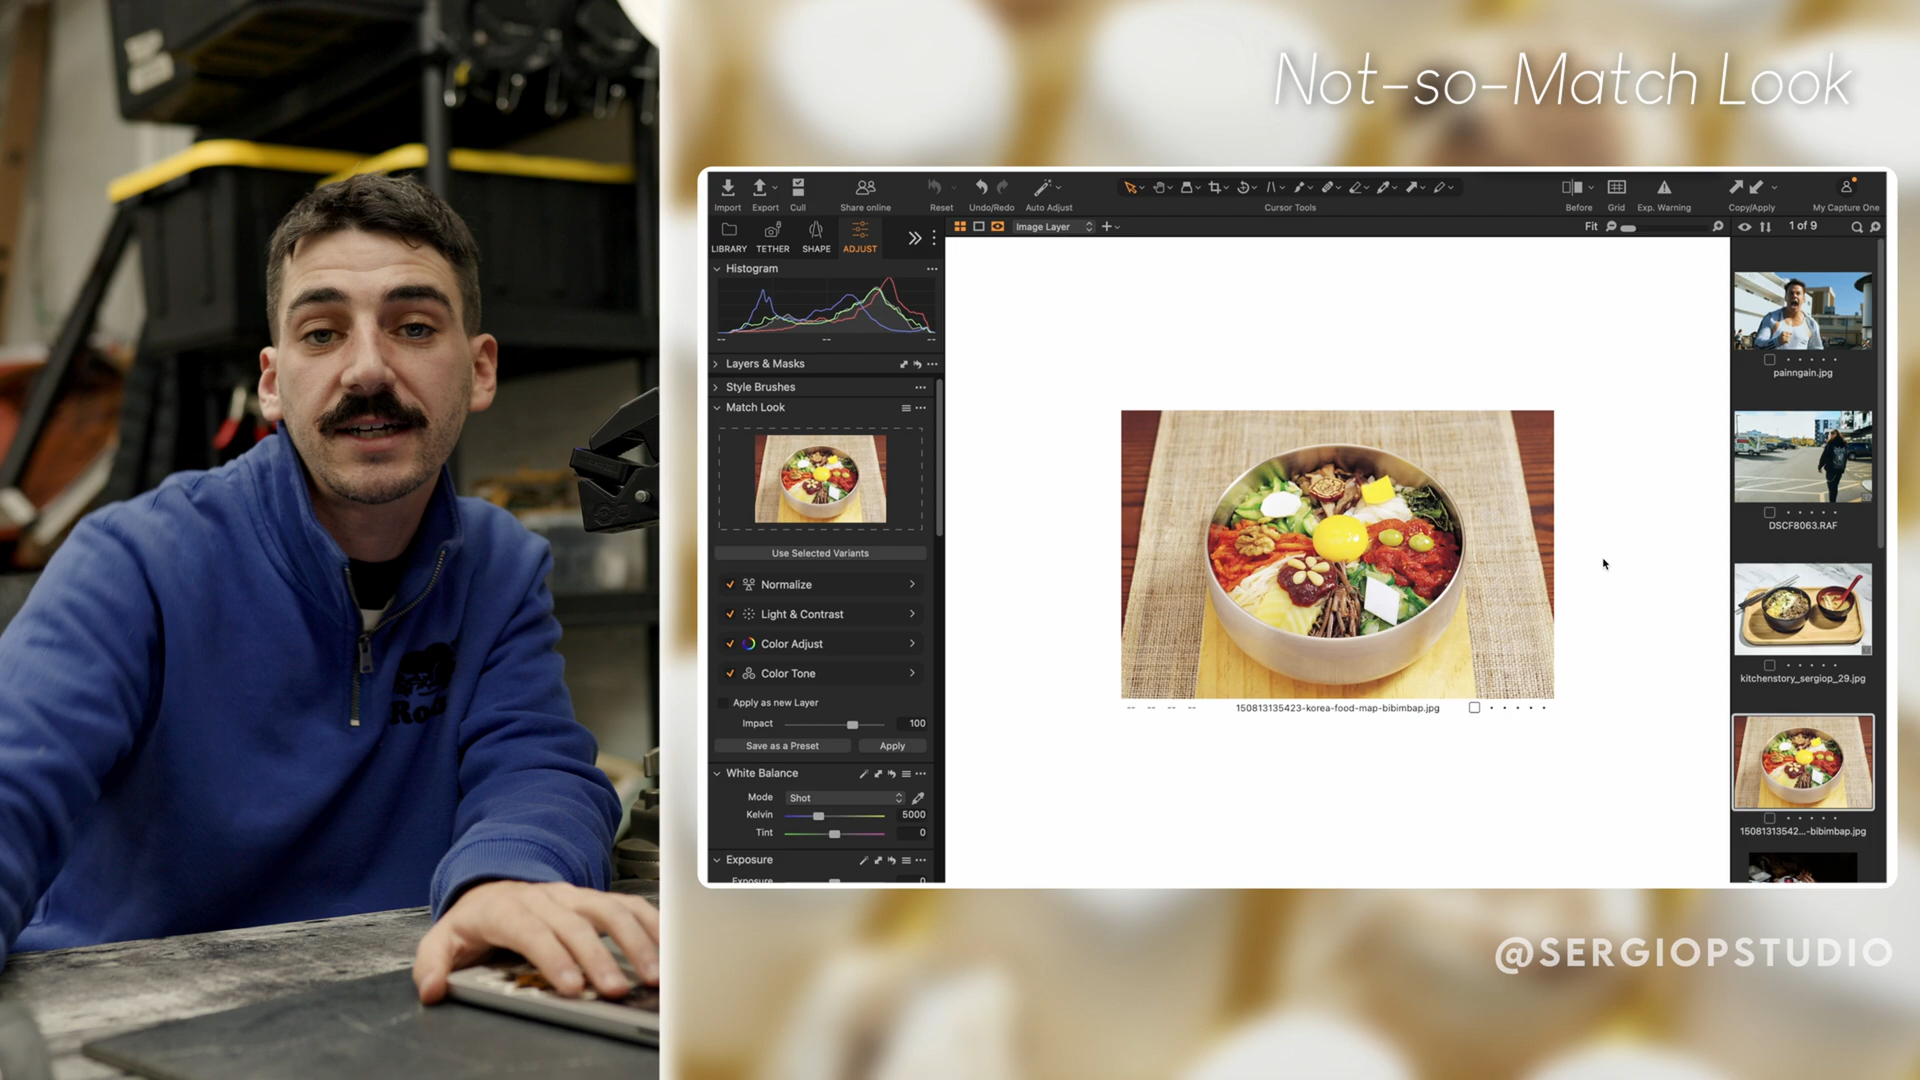 Not-so-Match Look
Import
Export
Cull
Share online
Reset
Undo/Redo
Auto Adjust
Cursor Tools
Before
Grid
Exp. Warning
Copy/Apply
My Capture One
LIBRARY
TETHER
SHAPE
ADJUST
Image Layer
Fit
1 of 9
Histogram
Layers & Masks
Style Brushes
Match Look
Use Selected Variants
Normalize
Light & Contrast
Color Adjust
Color Tone
Apply as new Layer
Impact 100
Save as a Preset
Apply
White Balance
Mode Shot
Kelvin 5000
Tint 0
Exposure
Exposure 0
150813135423-korea-food-map-bibimbap.jpg
painngain.jpg
DSCF8063.RAF
kitchenstory_sergiop_29.jpg
15081313542...-bibimbap.jpg
@SERGIOPSTUDIO